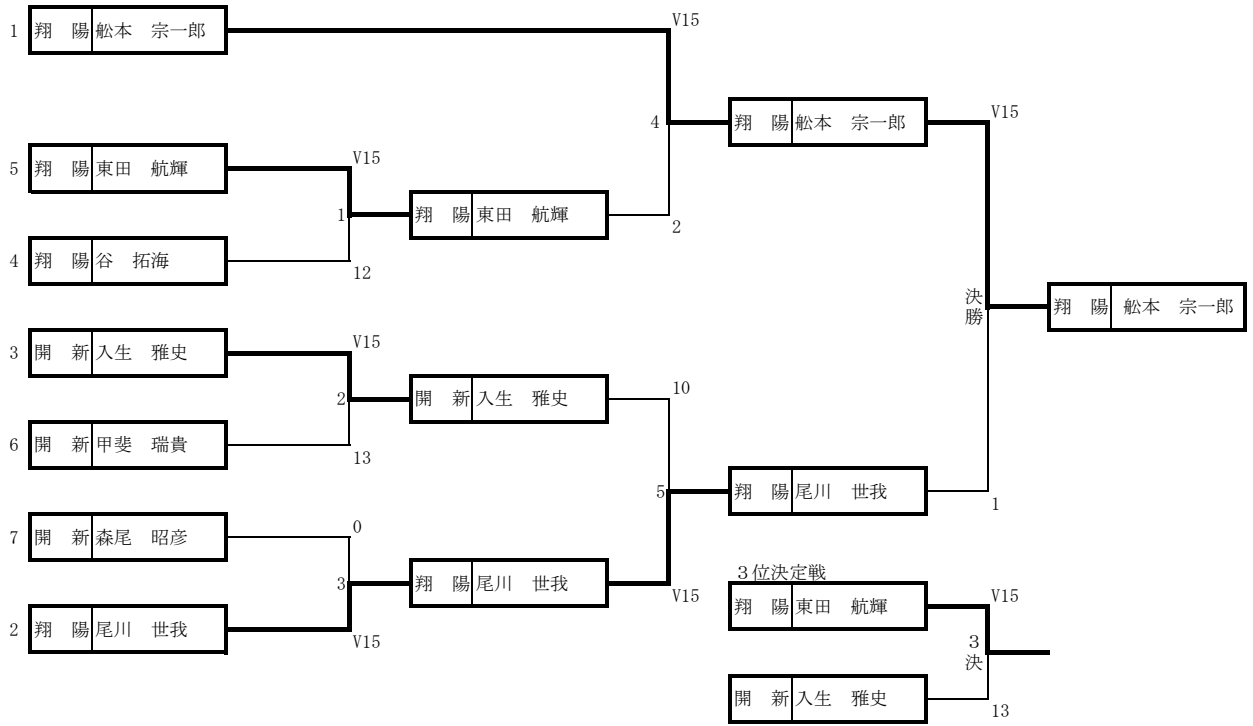 V15
1 翔　陽 舩本　宗一郎
V15
4 翔　陽 舩本　宗一郎
V15
5 翔　陽 東田　航輝
1 翔　陽 東田　航輝
2
4 翔　陽 谷　拓海
12
決勝
翔　陽 舩本　宗一郎
V15
3 開　新 入生　雅史
10
2 開　新 入生　雅史
6 開　新 甲斐　瑞貴
13
5 翔　陽 尾川　世我
1
0
7 開　新 森尾　昭彦
3 翔　陽 尾川　世我
V15
３位決定戦
翔　陽 東田　航輝
V15
2 翔　陽 尾川　世我
V15
３決
開　新 入生　雅史
13